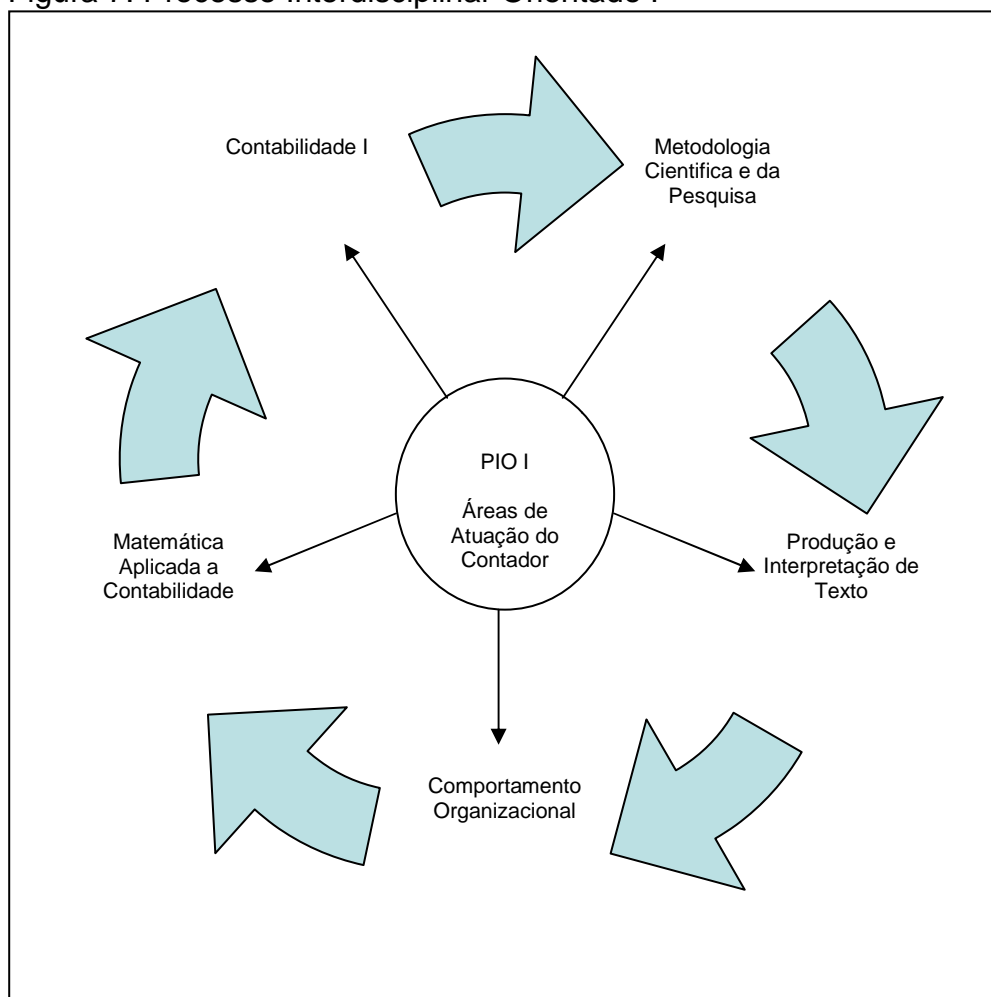 Contabilidade I
Metodologia
Cientifica e da
Pesquisa
PIO I
Áreas de
Atuação do
Contador
Matemática
Aplicada a
Contabilidade
Produção e
Interpretação de
Texto
Comportamento
Organizacional